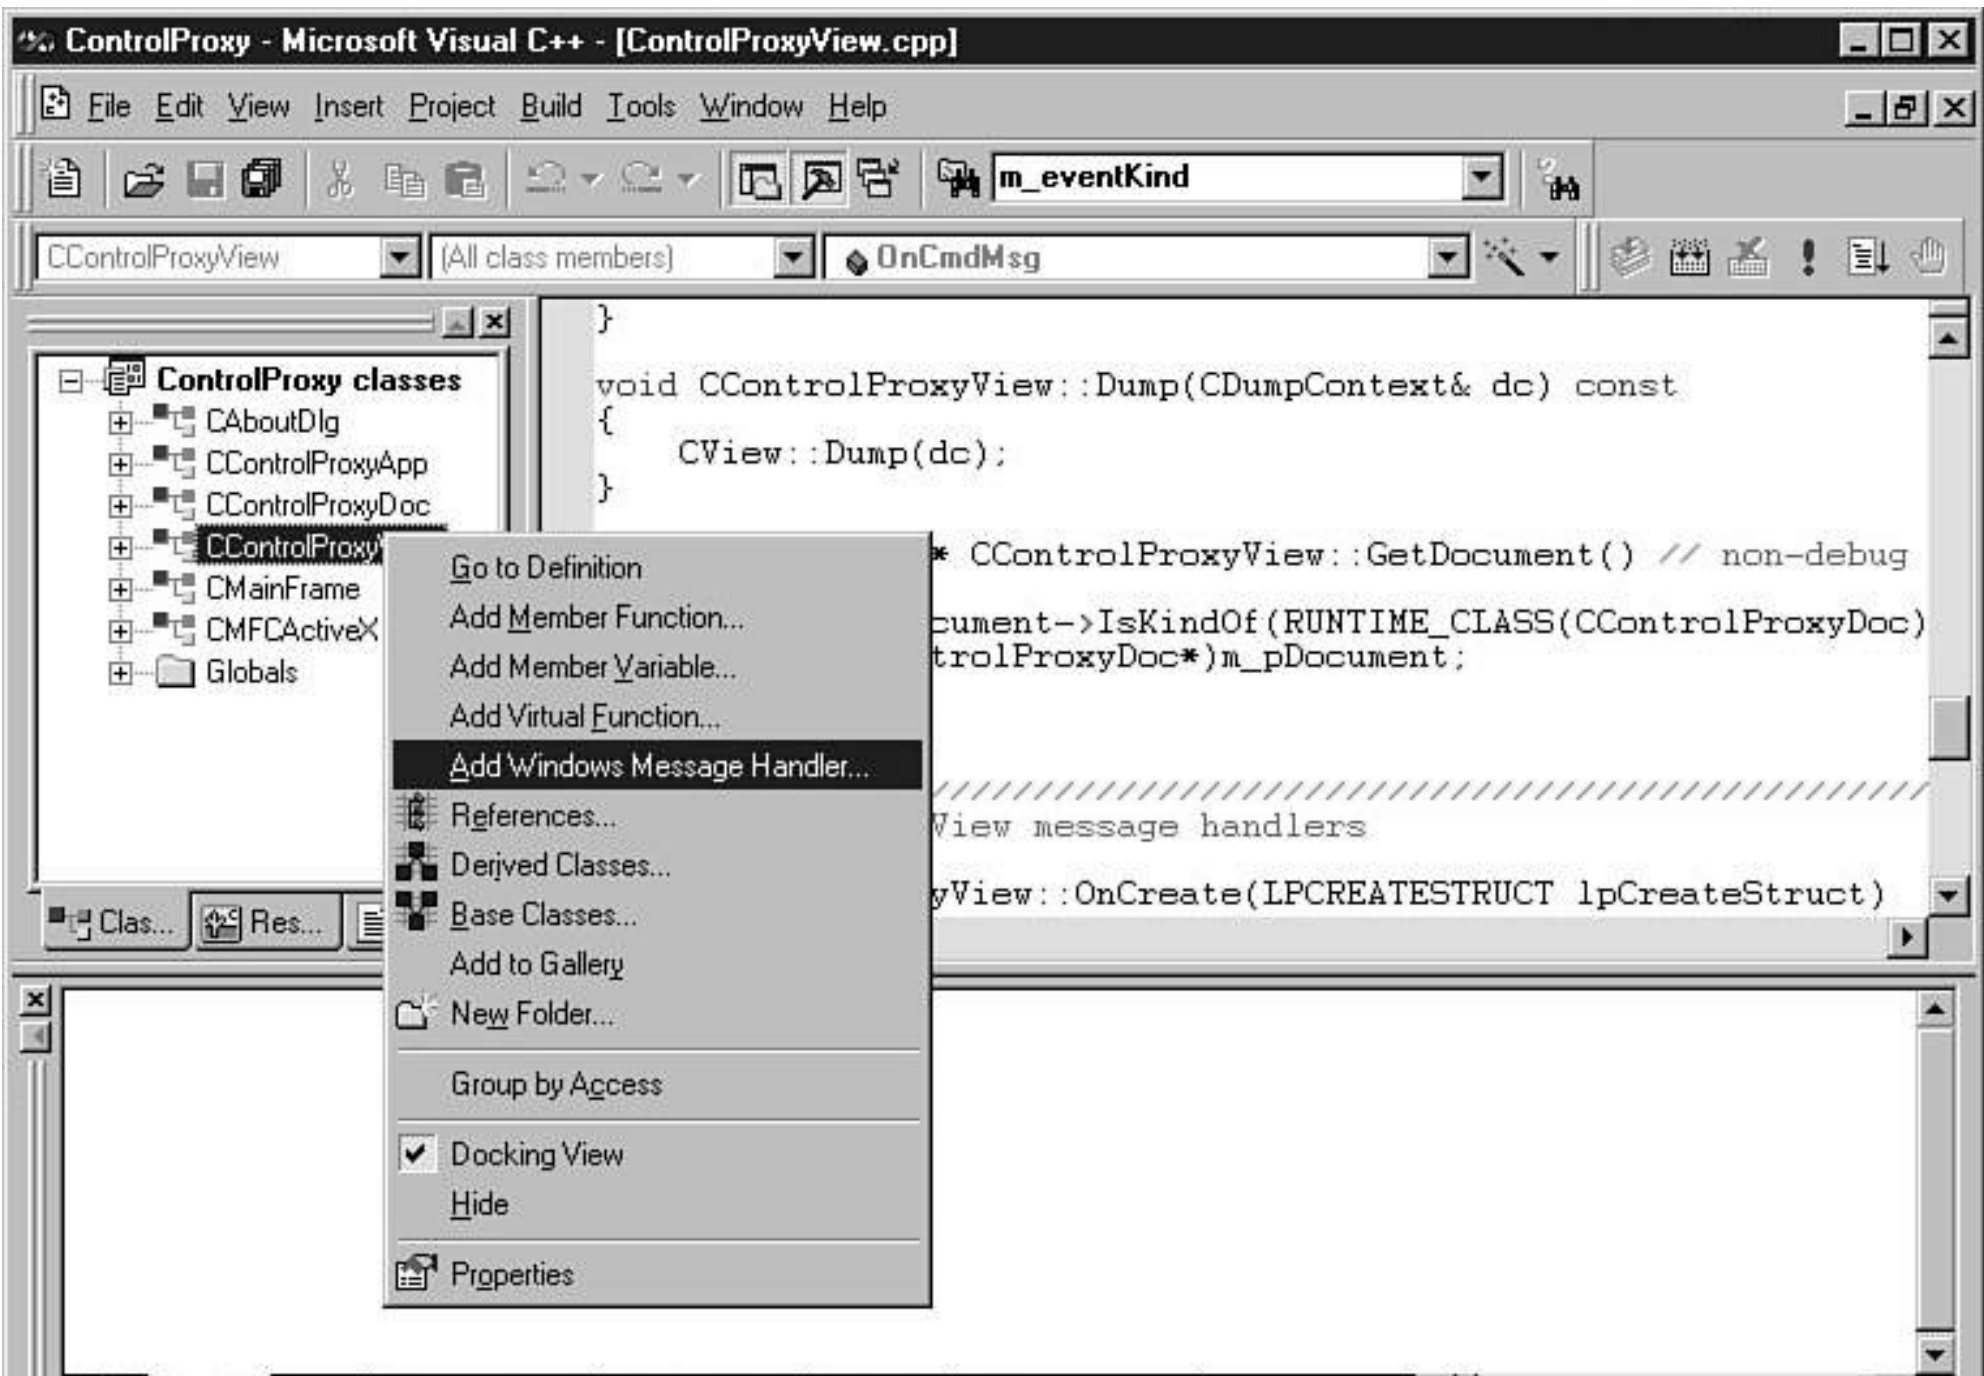 ControlProxy - Microsoft Visual C++ - [ControlProxyView.cpp]
File Edit View Insert Project Build Tools Window Help
m_eventKind
CControlProxyView (All class members) OnCmdMsg
ControlProxy classes
CAboutDlg
CControlProxyApp
CControlProxyDoc
CControlProxy
CMainFrame
CMFCActiveX
Globals
Clas... Res...
}
void CControlProxyView::Dump(CDumpContext& dc) const
{
CView::Dump(dc);
}
* CControlProxyView::GetDocument() // non-debug
cument->IsKindOf(RUNTIME_CLASS(CControlProxyDoc)
trolProxyDoc*)m_pDocument;
////////////////////////////////////////////////
View message handlers
yView::OnCreate(LPCREATESTRUCT lpCreateStruct)
Go to Definition
Add Member Function...
Add Member Variable...
Add Virtual Function...
Add Windows Message Handler...
References...
Derived Classes...
Base Classes...
Add to Gallery
New Folder...
Group by Access
Docking View
Hide
Properties